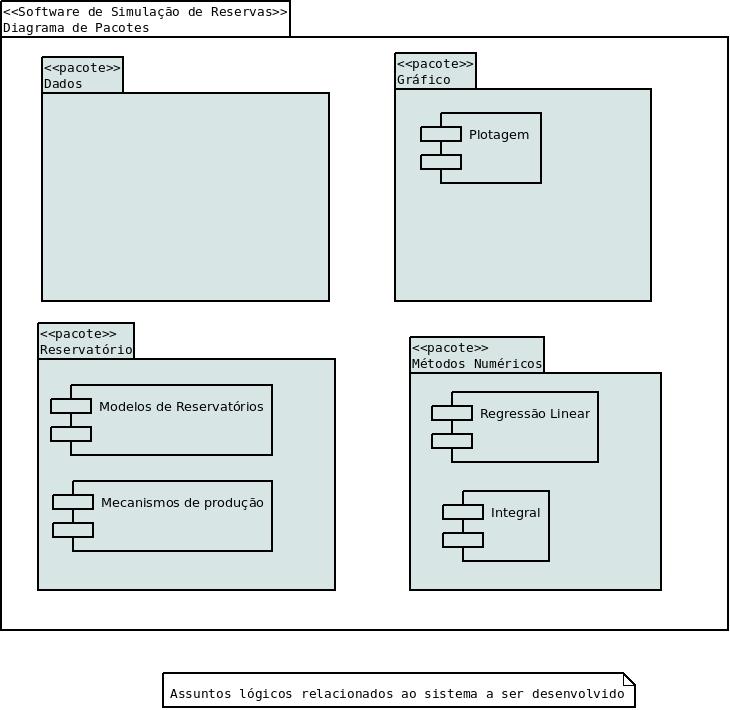 <<Software de Simulação de Reservas>>
Diagrama de Pacotes
<<pacote>>
Dados
<<pacote>>
Gráfico
Plotagem
<<pacote>>
Reservatório
Modelos de Reservatórios
Mecanismos de produção
<<pacote>>
Métodos Numéricos
Regressão Linear
Integral
Assuntos lógicos relacionados ao sistema a ser desenvolvido